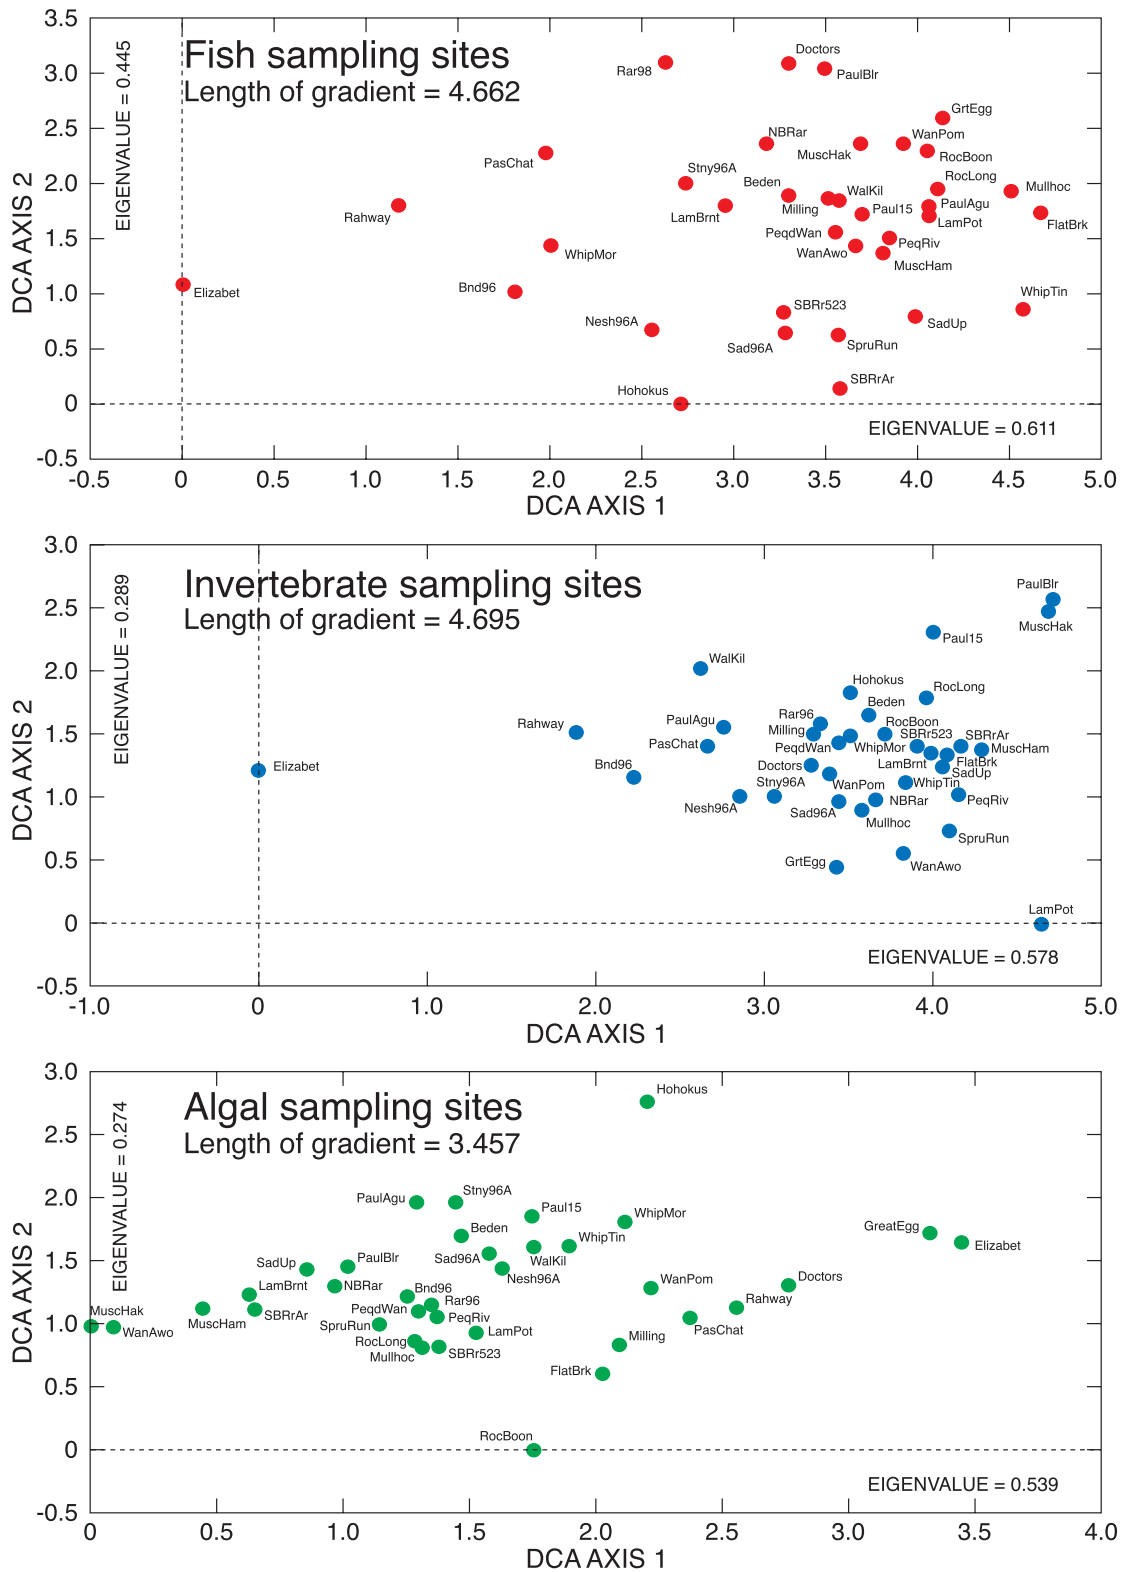 3.5
3.0
2.5
2.0
1.5
1.0
0.5
0
-0.5
DCA AXIS 2
EIGENVALUE = 0.445
Fish sampling sites
Length of gradient = 4.662
Doctors
Rar98
PaulBlr
GrtEgg
NBRar
WanPom
MuscHak
RocBoon
PasChat
Stny96A
RocLong
Beden
WalKil
Mullhoc
Rahway
LamBrnt
Milling
Paul15
PaulAgu
LamPot
FlatBrk
PeqdWan
PeqRiv
WhipMor
WanAwo
MuscHam
Elizabet
Bnd96
WhipTin
SBRr523
Nesh96A
SadUp
Sad96A
SpruRun
SBRrAr
Hohokus
EIGENVALUE = 0.611
-0.5 0 0.5 1.0 1.5 2.0 2.5 3.0 3.5 4.0 4.5 5.0
DCA AXIS 1
3.0
2.5
2.0
1.5
1.0
0.5
0
-0.5
DCA AXIS 2
EIGENVALUE = 0.289
Invertebrate sampling sites
Length of gradient = 4.695
PaulBlr
MuscHak
Paul15
WalKil
Hohokus
RocLong
Beden
Rahway
PaulAgu
Rar96
RocBoon
Milling
SBRr523
SBRrAr
PasChat
PeqdWan
WhipMor
MuscHam
Elizabet
Bnd96
Doctors
LamBrnt
FlatBrk
SadUp
Stny96A
WanPom
WhipTin
Nesh96A
Sad96A
NBRar
PeqRiv
Mullhoc
SpruRun
GrtEgg
WanAwo
LamPot
EIGENVALUE = 0.578
-1.0 0 1.0 2.0 3.0 4.0 5.0
DCA AXIS 1
3.0
2.5
2.0
1.5
1.0
0.5
0
-0.5
DCA AXIS 2
EIGENVALUE = 0.274
Algal sampling sites
Length of gradient = 3.457
Hohokus
PaulAgu
Stny96A
Paul15
WhipMor
Beden
GreatEgg
WhipTin
Elizabet
SadUp
PaulBlr
Sad96A
WalKil
Nesh96A
LamBrnt
NBRar
Bnd96
WanPom
Doctors
MuscHak
SBRrAr
PeqdWan
Rar96
Rahway
WanAwo
MuscHam
SpruRun
PeqRiv
LamPot
PasChat
RocLong
Milling
Mullhoc
SBRr523
FlatBrk
RocBoon
EIGENVALUE = 0.539
0 0.5 1.0 1.5 2.0 2.5 3.0 3.5 4.0
DCA AXIS 1